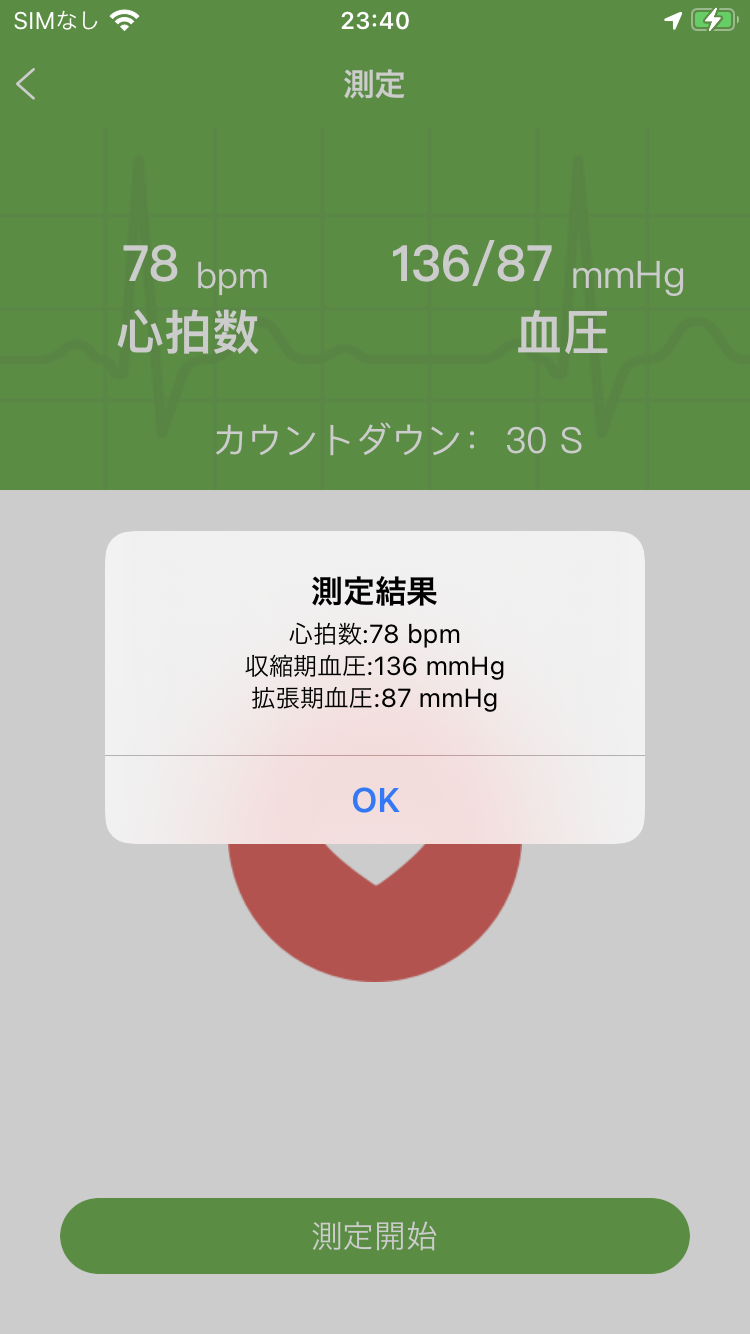 SIMなし 23:40
測定
78 bpm 136/87 mmHg
心拍数 血圧
カウントダウン： 30 S
測定結果
心拍数:78 bpm
収縮期血圧:136 mmHg
拡張期血圧:87 mmHg
OK
測定開始